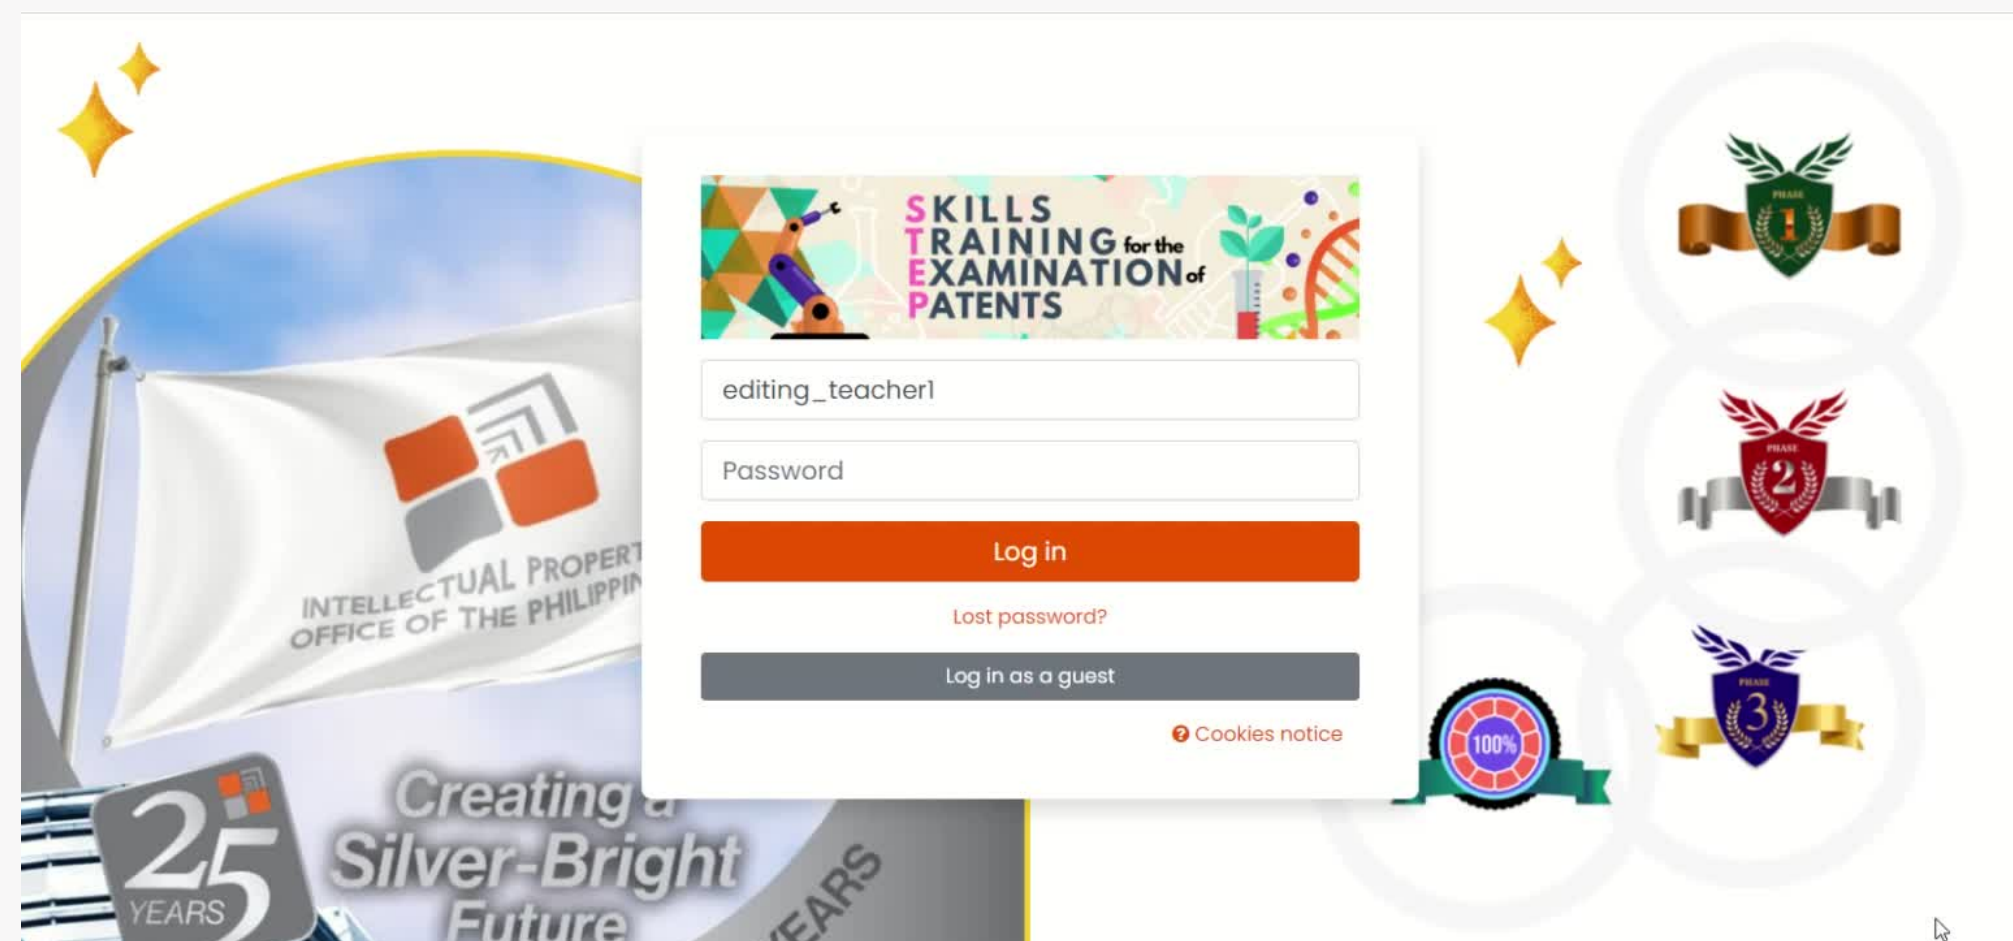 SKILLS
TRAINING for the
EXAMINATION of
PATENTS
editing_teacher1
Password
Log in
Lost password?
Log in as a guest
Cookies notice
INTELLECTUAL PROPERT
OFFICE OF THE PHILIPPIN
25
YEARS
Creating a
Silver-Bright
Future
YEARS
PHASE
1
PHASE
2
PHASE
3
100%